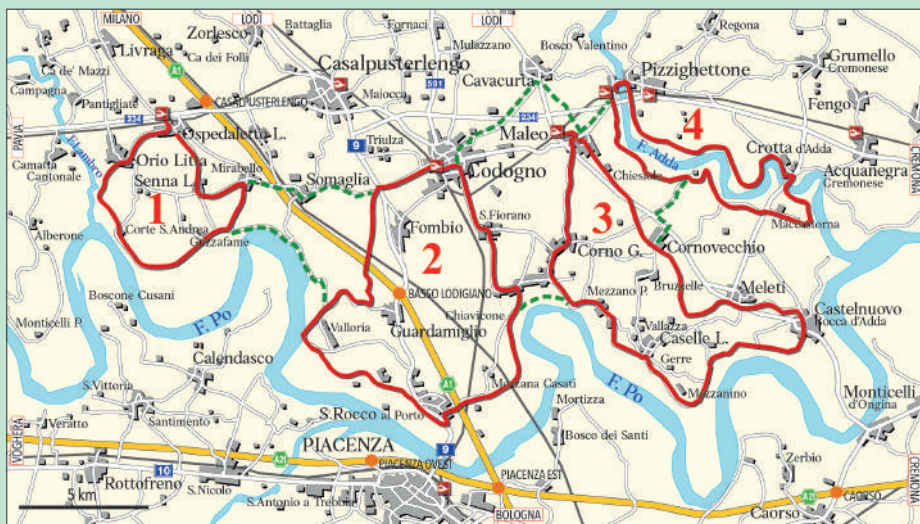 MILANO
LODI
Battaglia
Fornaci
LODI
Regona
Zorlesco
Livraga
Ca dei Folli
Mulazzano
Bosco Valentino
Ca de' Mazzi
A1
Casalpusterlengo
Cavacurta
Pizzighettone
Grumello
Cremonese
Campagna
Pantigliate
CASALPUSTERLENGO
Majocca
591
Fengo
234
Ospedaletto L.
234
Maleo
4
PAVIA
9
Triulza
F. Lambro
Orio Litta
Mirabello
F. Adda
Crotta d'Adda
CREMONA
Camatta
Cantonale
Senna L.
Somaglia
Codogno
Chiesiolo
Acquanegra
Cremonese
1
S.Fiorano
3
Maccastorna
Alberone
Corte S. Andrea
Fombio
2
Corno G.
Cornovecchio
Guzzafame
BASSO LODIGIANO
Boscone Cusani
Mezzano P.
Bruzzelle
Meleti
F. Po
Chiavicone
Castelnuovo
Bocca d'Adda
Monticelli P.
Valloria
Guardamiglio
Vallazza
Caselle L.
Calendasco
Gerre
F. Po
A1
S.Vittoria
Mezzana Casati
Mezzanino
Monticelli
d'Ongina
Veratto
Santimento
S.Rocco al Porto
Mortizza
VOGHERA
A21
PIACENZA
9
Bosco dei Santi
PIACENZA OVEST
Zerbio
10
PIACENZA EST
Rottofreno
S.Nicolo
A21
CAORSO
CREMONA
5 km
S.Antonio a Trebbia
BOLOGNA
Caorso